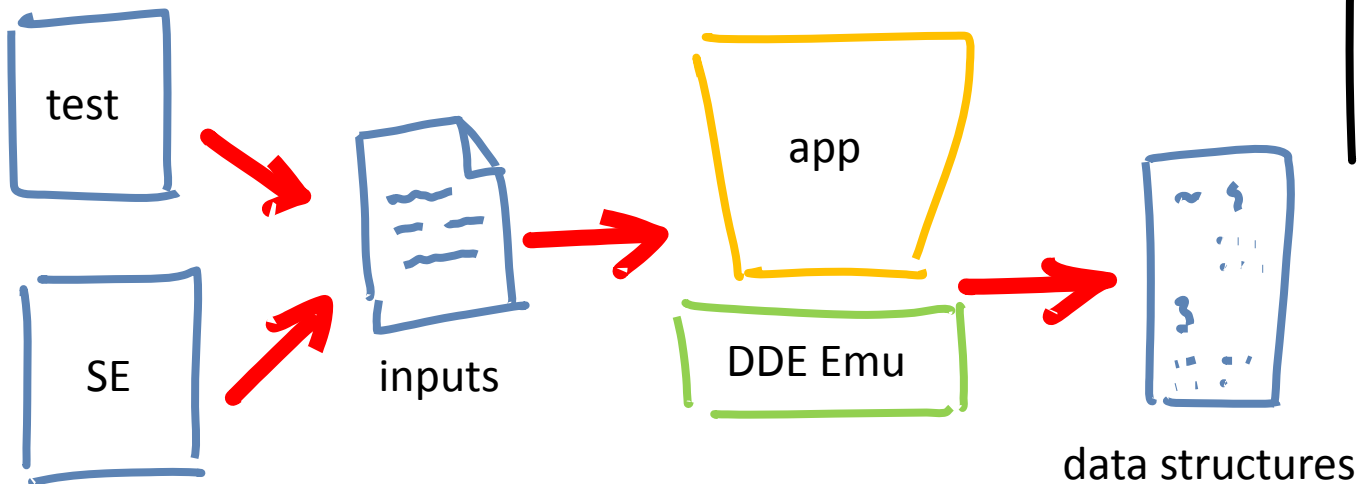 test
SE
inputs
app
DDE Emu
data structures